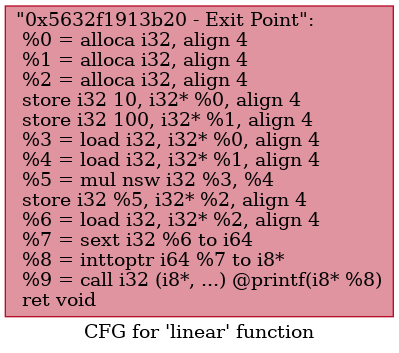 "0x5632f1913b20 - Exit Point":
%0 = alloca i32, align 4
%1 = alloca i32, align 4
%2 = alloca i32, align 4
store i32 10, i32* %0, align 4
store i32 100, i32* %1, align 4
%3 = load i32, i32* %0, align 4
%4 = load i32, i32* %1, align 4
%5 = mul nsw i32 %3, %4
store i32 %5, i32* %2, align 4
%6 = load i32, i32* %2, align 4
%7 = sext i32 %6 to i64
%8 = inttoptr i64 %7 to i8*
%9 = call i32 (i8*, ...) @printf(i8* %8)
ret void
CFG for 'linear' function